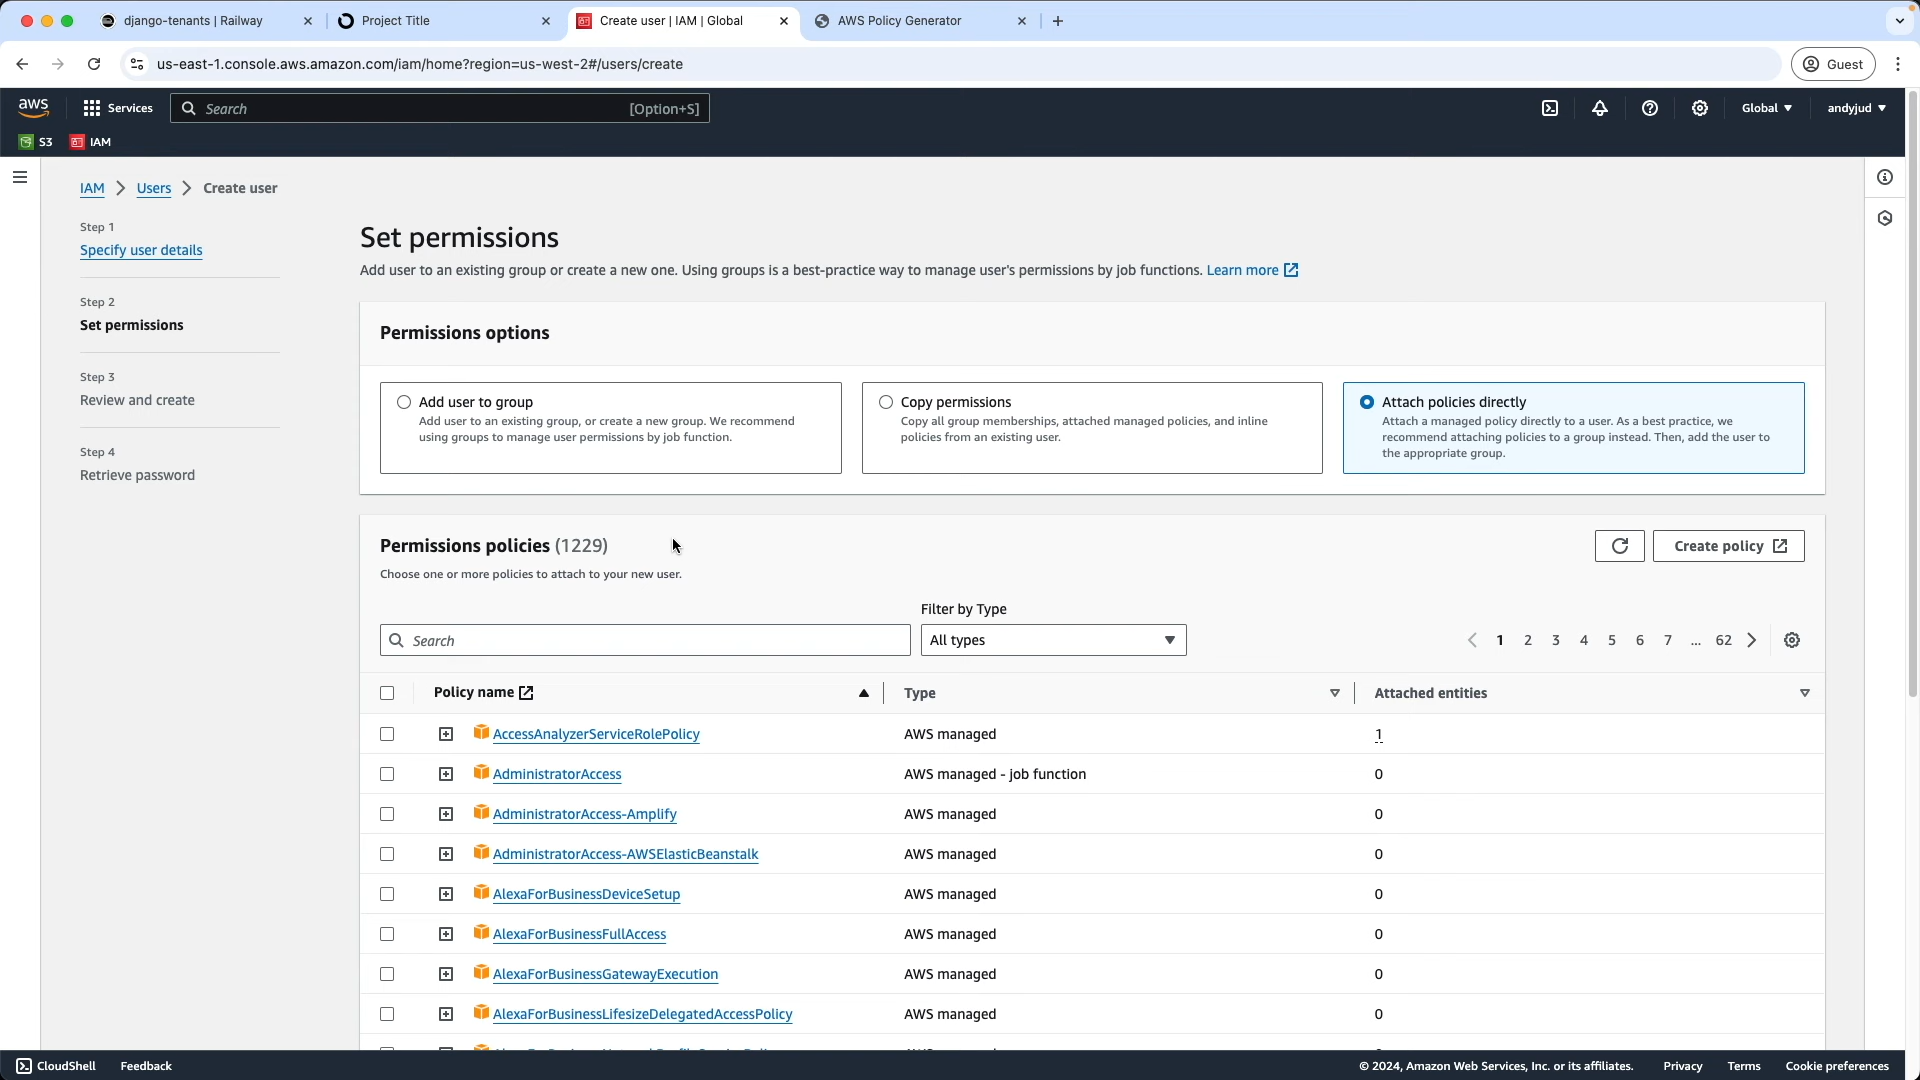 django-tenants | Railway
Project Title
Create user | IAM | Global
AWS Policy Generator
us-east-1.console.aws.amazon.com/iam/home?region=us-west-2#/users/create
Guest
aws
Services
Search
[Option+S]
Global
andyjud
S3
IAM
IAM
Users
Create user
Step 1
Specify user details
Step 2
Set permissions
Step 3
Review and create
Step 4
Retrieve password
Set permissions
Add user to an existing group or create a new one. Using groups is a best-practice way to manage user's permissions by job functions. Learn more
Permissions options
Add user to group
Add user to an existing group, or create a new group. We recommend
using groups to manage user permissions by job function.
Copy permissions
Copy all group memberships, attached managed policies, and inline
policies from an existing user.
Attach policies directly
Attach a managed policy directly to a user. As a best practice, we
recommend attaching policies to a group instead. Then, add the user to
the appropriate group.
Permissions policies (1229)
Choose one or more policies to attach to your new user.
Create policy
Filter by Type
Search
All types
1 2 3 4 5 6 7 ... 62
Policy name Type Attached entities
AccessAnalyzerServiceRolePolicy AWS managed 1
AdministratorAccess AWS managed - job function 0
AdministratorAccess-Amplify AWS managed 0
AdministratorAccess-AWSElasticBeanstalk AWS managed 0
AlexaForBusinessDeviceSetup AWS managed 0
AlexaForBusinessFullAccess AWS managed 0
AlexaForBusinessGatewayExecution AWS managed 0
AlexaForBusinessLifesizeDelegatedAccessPolicy AWS managed 0
CloudShell
Feedback
© 2024, Amazon Web Services, Inc. or its affiliates.
Privacy
Terms
Cookie preferences